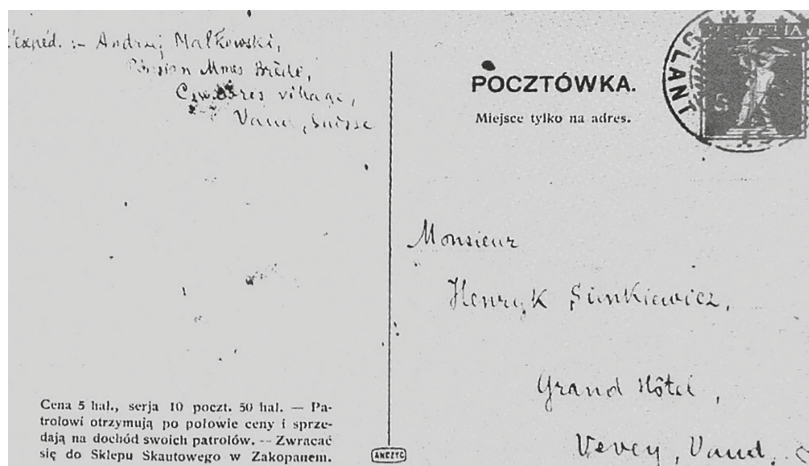 L'expéd. :- Andrzej Małkowski,
Pension Mmes
village,
Vaud, Suisse
POCZTÓWKA.
Miejsce tylko na adres.
Monsieur
Henryk Sienkiewicz,
Grand Hôtel,
Vevey, Vaud.
Cena 5 hal., serja 10 poczt. 50 hal. — Pa-
trolowi otrzymują po połowie ceny i sprze-
dają na dochód swoich patrolów. -- Zwracać
się do Sklepu Skautowego w Zakopanem.
ANCZYC